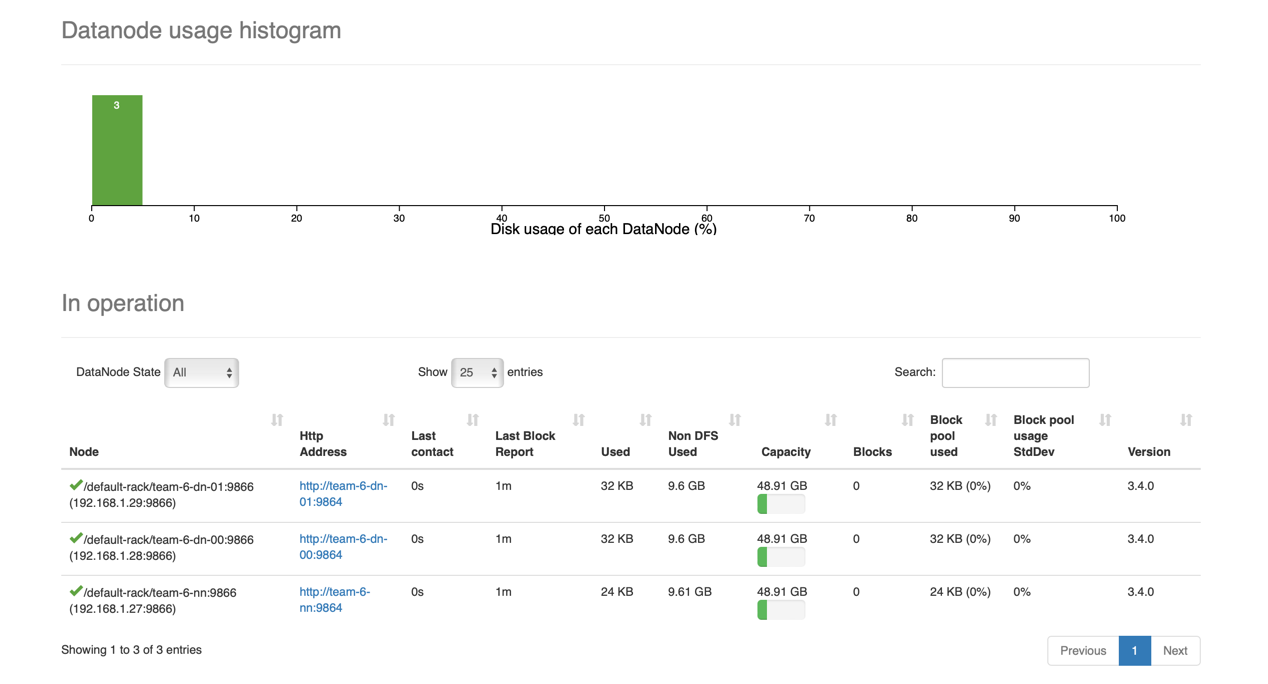 Datanode usage histogram
3
0 10 20 30 40 50 60 70 80 90 100
Disk usage of each DataNode (%)
In operation
DataNode State All
Show 25 entries
Search:
Node
Http Address
Last contact
Last Block Report
Used
Non DFS Used
Capacity
Blocks
Block pool used
Block pool usage StdDev
Version
/default-rack/team-6-dn-01:9866 http://team-6-dn- 0s 1m 32 KB 9.6 GB 48.91 GB 0 32 KB (0%) 0% 3.4.0
(192.168.1.29:9866) 01:9864
/default-rack/team-6-dn-00:9866 http://team-6-dn- 0s 1m 32 KB 9.6 GB 48.91 GB 0 32 KB (0%) 0% 3.4.0
(192.168.1.28:9866) 00:9864
/default-rack/team-6-nn:9866 http://team-6- 0s 1m 24 KB 9.61 GB 48.91 GB 0 24 KB (0%) 0% 3.4.0
(192.168.1.27:9866) nn:9864
Showing 1 to 3 of 3 entries
Previous 1 Next